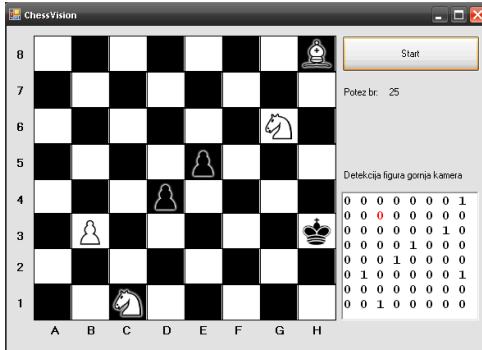 ChessVision
8
7
6
5
4
3
2
1
A B C D E F G H
Start
Potez br: 25
Detekcija figura gornja kamera
0 0 0 0 0 0 0 1
0 0 0 0 0 0 0 0
0 0 0 0 0 0 1 0
0 0 0 0 1 0 0 0
0 0 0 1 0 0 0 0
0 1 0 0 0 0 0 1
0 0 0 0 0 0 0 0
0 0 1 0 0 0 0 0